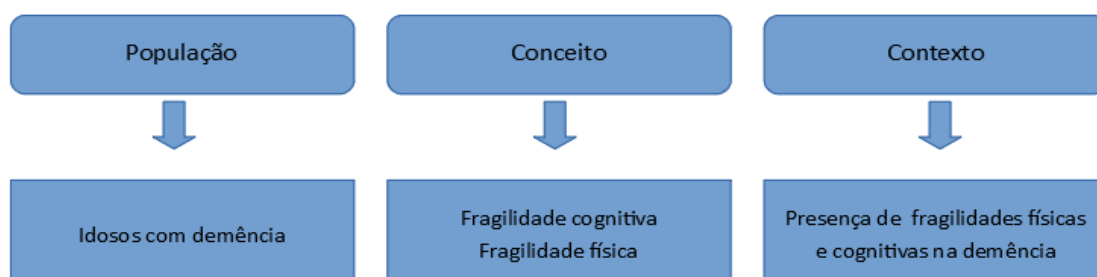 População
Conceito
Contexto
Idosos com demência
Fragilidade cognitiva
Fragilidade física
Presença de fragilidades físicas
e cognitivas na demência